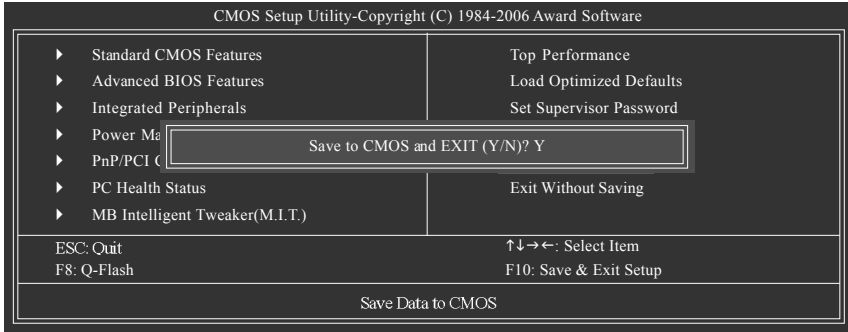 CMOS Setup Utility-Copyright (C) 1984-2006 Award Software
Standard CMOS Features
Advanced BIOS Features
Integrated Peripherals
Power Ma
PnP/PCI
PC Health Status
MB Intelligent Tweaker(M.I.T.)
Top Performance
Load Optimized Defaults
Set Supervisor Password
Exit Without Saving
Save to CMOS and EXIT (Y/N)? Y
ESC: Quit
F8: Q-Flash
↑↓→←: Select Item
F10: Save & Exit Setup
Save Data to CMOS